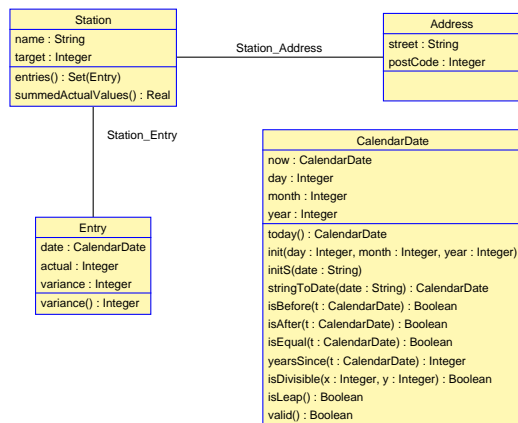 Station
name : String
target : Integer
entries() : Set(Entry)
summedActualValues() : Real
Station_Address
Address
street : String
postCode : Integer
Station_Entry
Entry
date : CalendarDate
actual : Integer
variance : Integer
variance() : Integer
CalendarDate
now : CalendarDate
day : Integer
month : Integer
year : Integer
today() : CalendarDate
init(day : Integer, month : Integer, year : Integer)
initS(date : String)
stringToDate(date : String) : CalendarDate
isBefore(t : CalendarDate) : Boolean
isAfter(t : CalendarDate) : Boolean
isEqual(t : CalendarDate) : Boolean
yearsSince(t : CalendarDate) : Integer
isDivisible(x : Integer, y : Integer) : Boolean
isLeap() : Boolean
valid() : Boolean